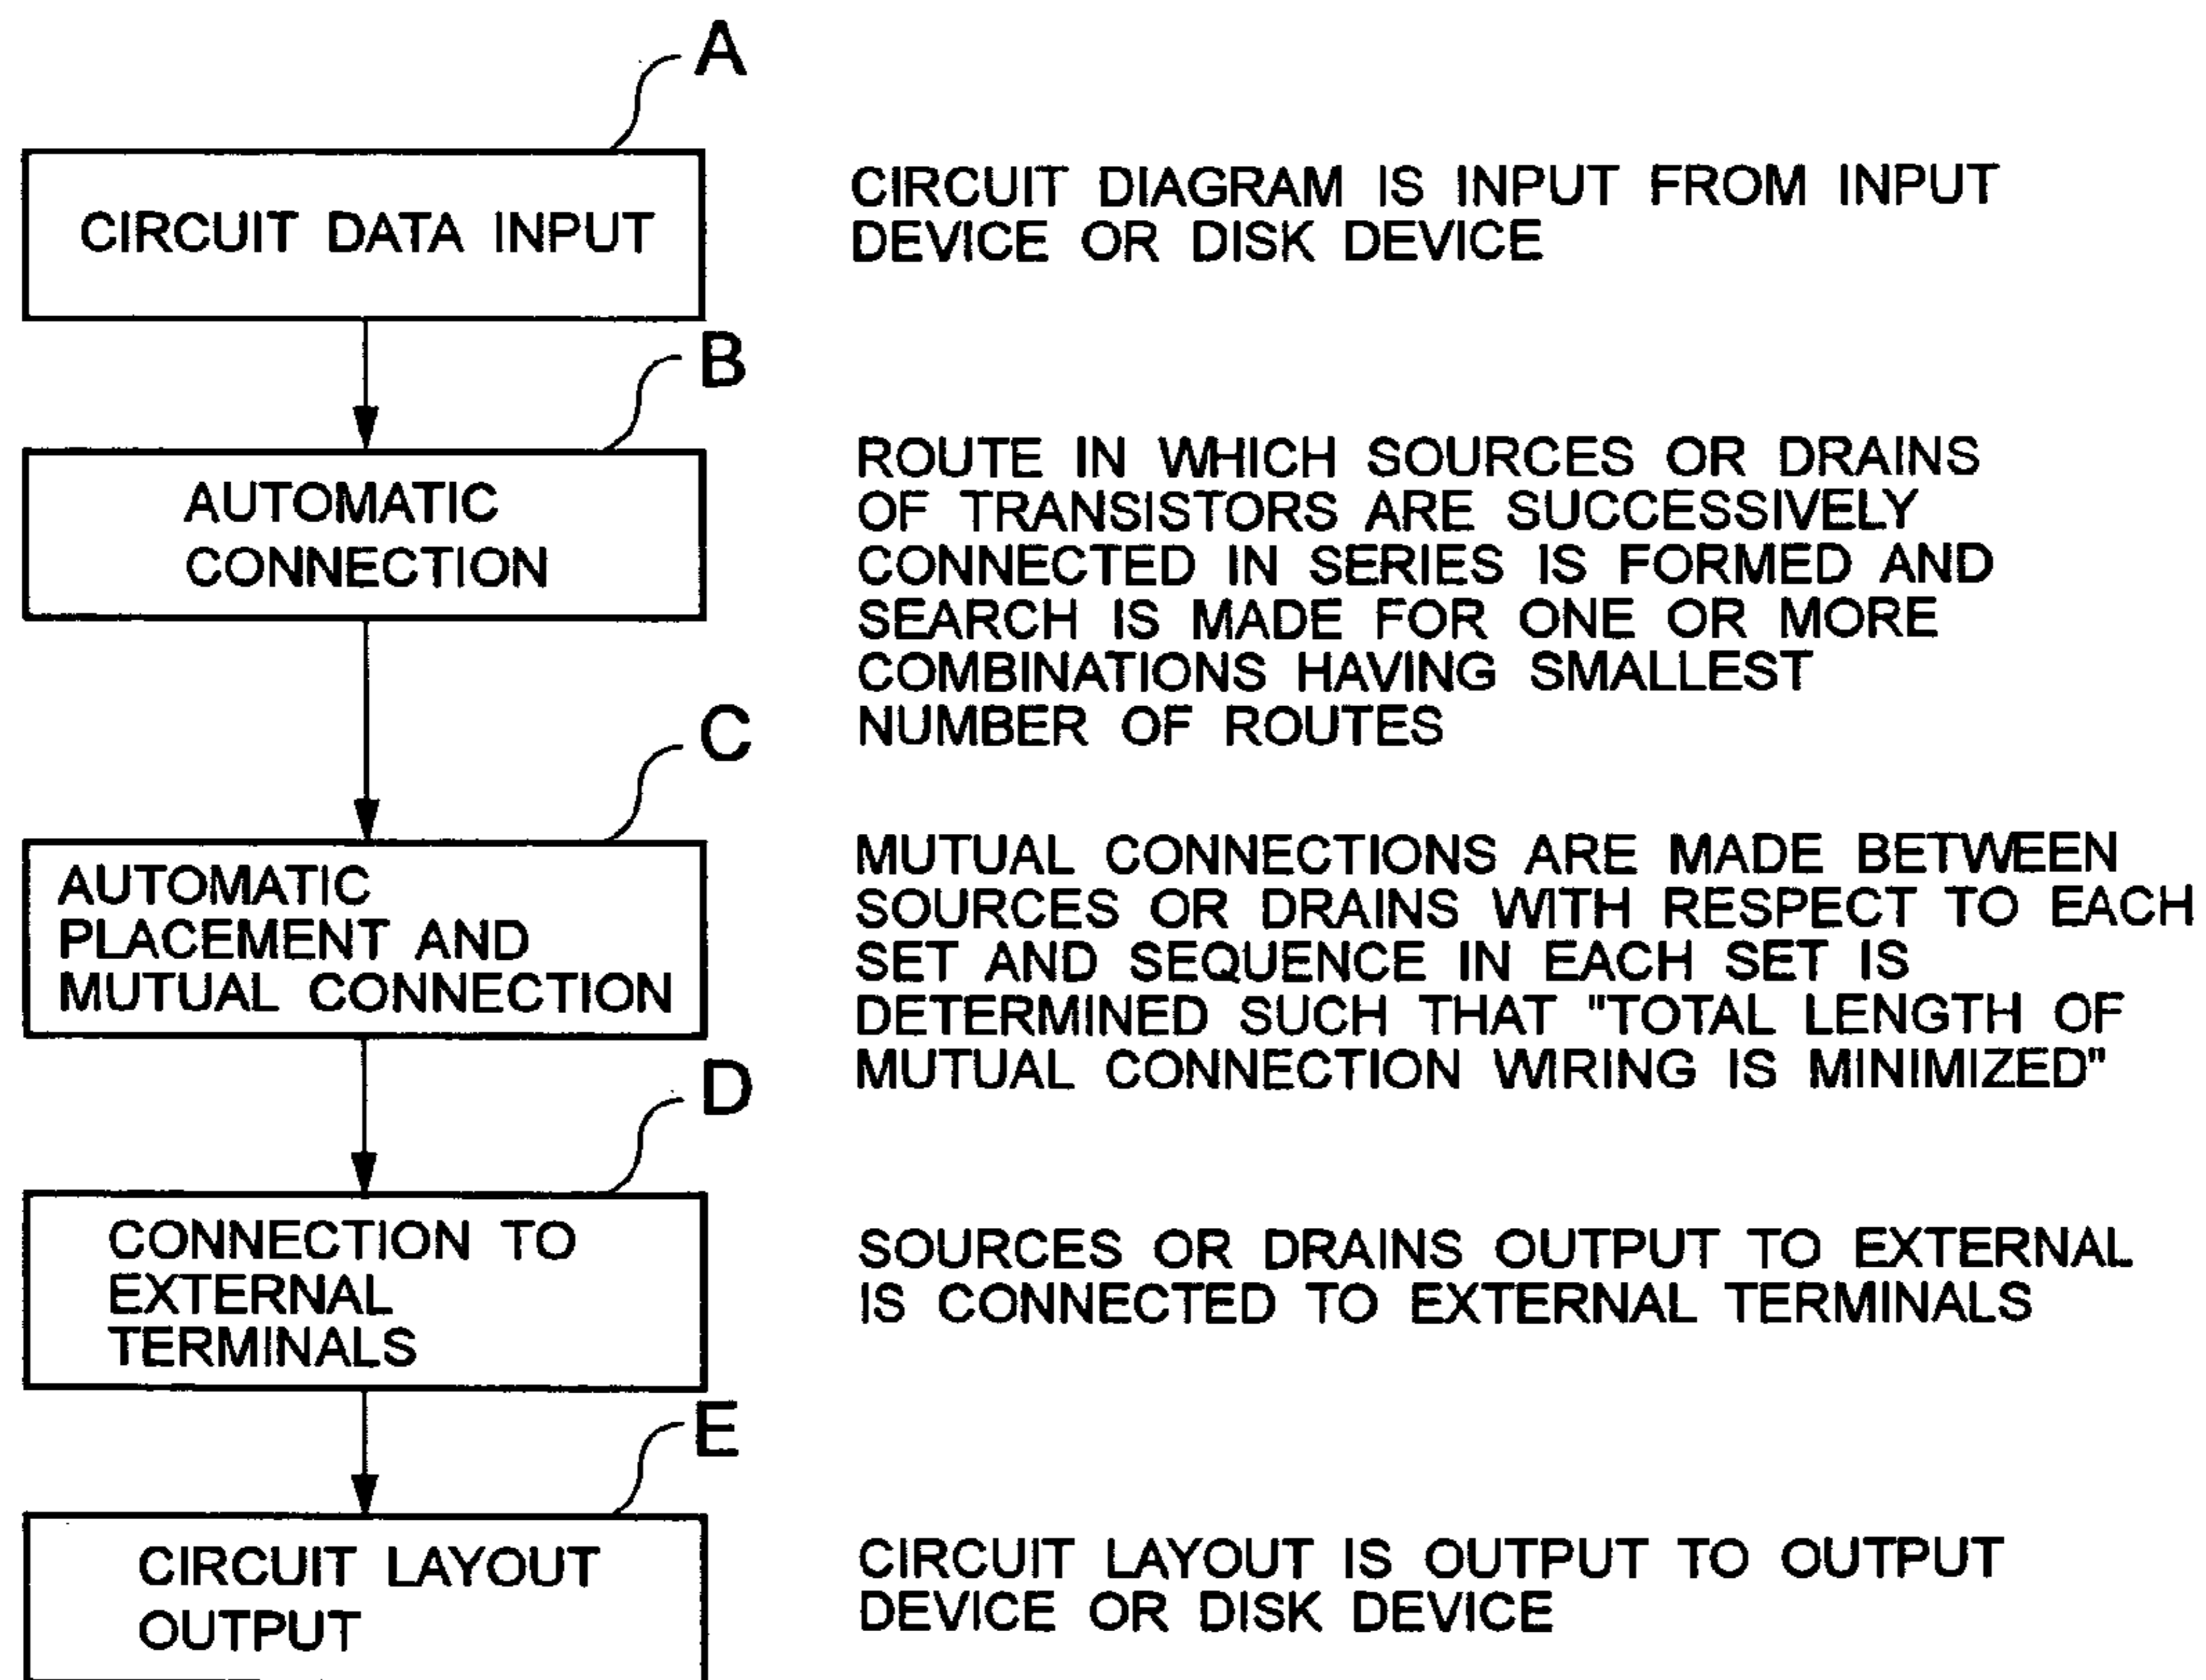 A
CIRCUIT DATA INPUT
CIRCUIT DIAGRAM IS INPUT FROM INPUT
DEVICE OR DISK DEVICE
B
AUTOMATIC
CONNECTION
ROUTE IN WHICH SOURCES OR DRAINS
OF TRANSISTORS ARE SUCCESSIVELY
CONNECTED IN SERIES IS FORMED AND
SEARCH IS MADE FOR ONE OR MORE
COMBINATIONS HAVING SMALLEST
NUMBER OF ROUTES
C
AUTOMATIC
PLACEMENT AND
MUTUAL CONNECTION
MUTUAL CONNECTIONS ARE MADE BETWEEN
SOURCES OR DRAINS WITH RESPECT TO EACH
SET AND SEQUENCE IN EACH SET IS
DETERMINED SUCH THAT "TOTAL LENGTH OF
MUTUAL CONNECTION WIRING IS MINIMIZED"
D
CONNECTION TO
EXTERNAL
TERMINALS
SOURCES OR DRAINS OUTPUT TO EXTERNAL
IS CONNECTED TO EXTERNAL TERMINALS
E
CIRCUIT LAYOUT
OUTPUT
CIRCUIT LAYOUT IS OUTPUT TO OUTPUT
DEVICE OR DISK DEVICE